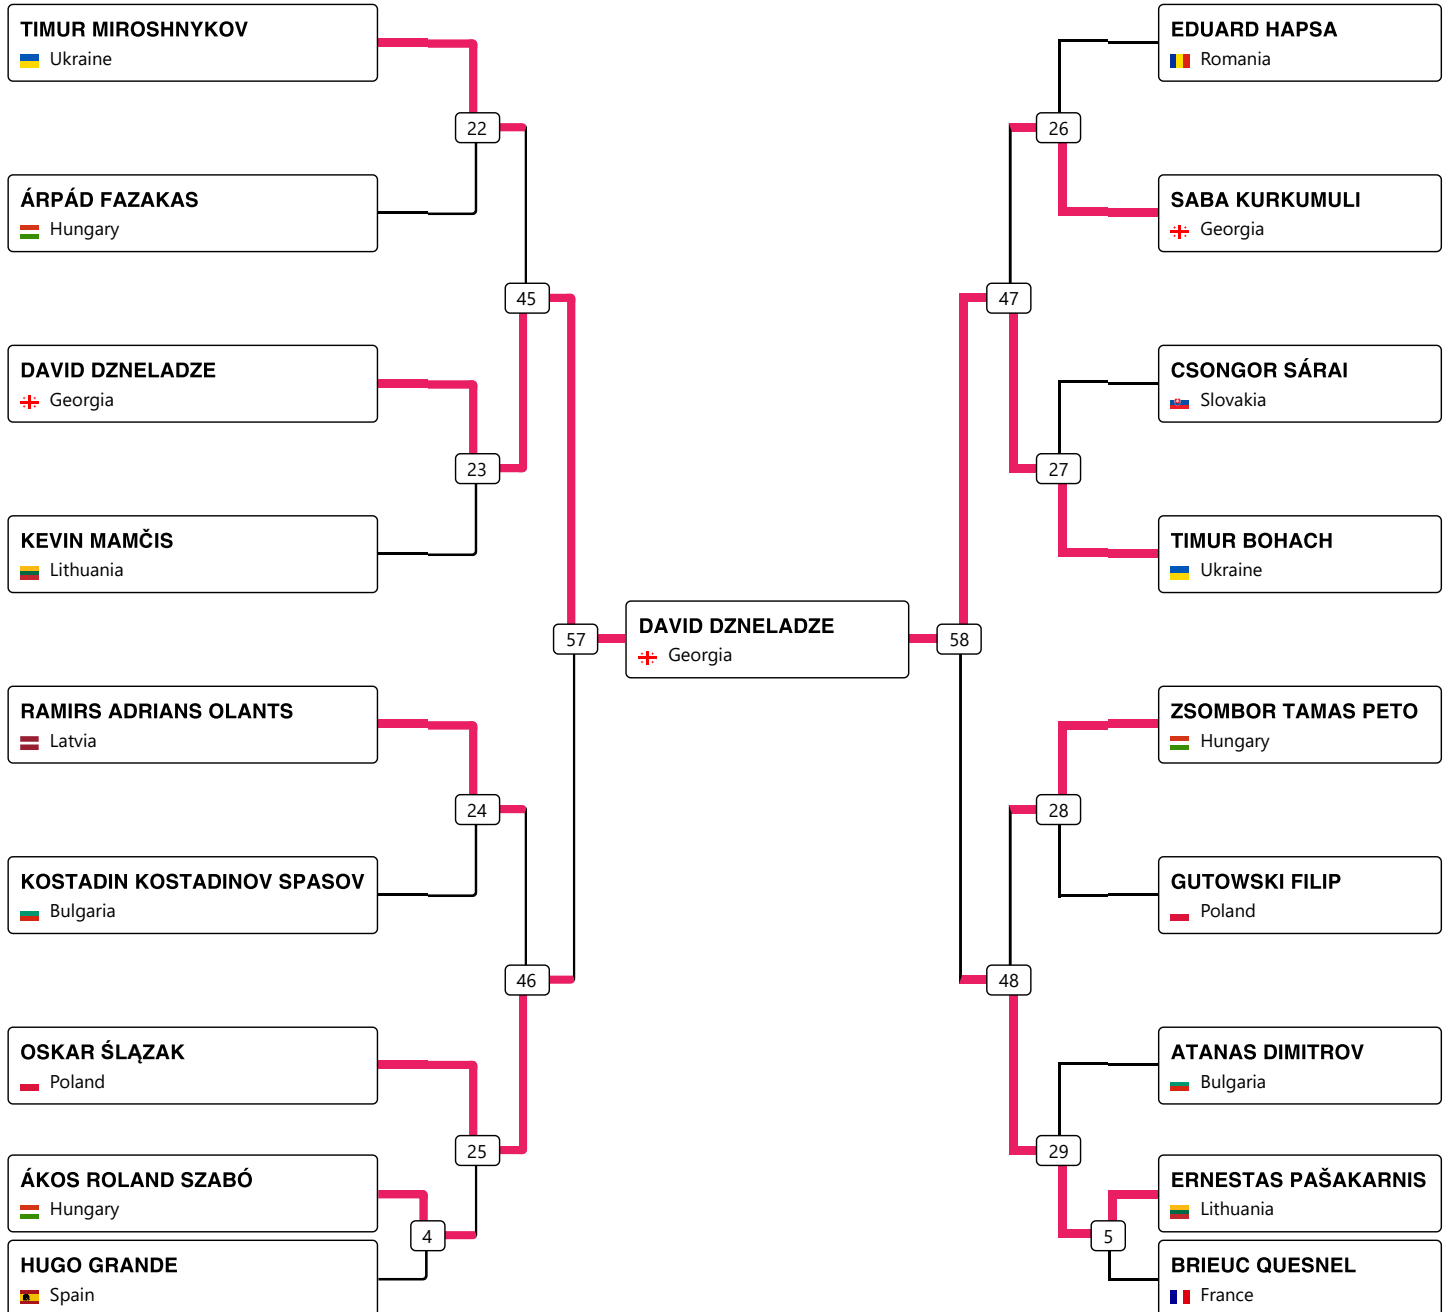 TIMUR MIROSHNYKOV
Ukraine
22
ÁRPÁD FAZAKAS
Hungary
45
DAVID DZNELADZE
Georgia
23
KEVIN MAMČIS
Lithuania
57
RAMIRS ADRIANS OLANTS
Latvia
24
KOSTADIN KOSTADINOV SPASOV
Bulgaria
46
OSKAR ŚLĄZAK
Poland
25
ÁKOS ROLAND SZABÓ
Hungary
4
HUGO GRANDE
Spain
DAVID DZNELADZE
Georgia
EDUARD HAPSA
Romania
26
SABA KURKUMULI
Georgia
47
CSONGOR SÁRAI
Slovakia
27
TIMUR BOHACH
Ukraine
58
ZSOMBOR TAMAS PETO
Hungary
28
GUTOWSKI FILIP
Poland
48
ATANAS DIMITROV
Bulgaria
29
ERNESTAS PAŠAKARNIS
Lithuania
5
BRIEUC QUESNEL
France